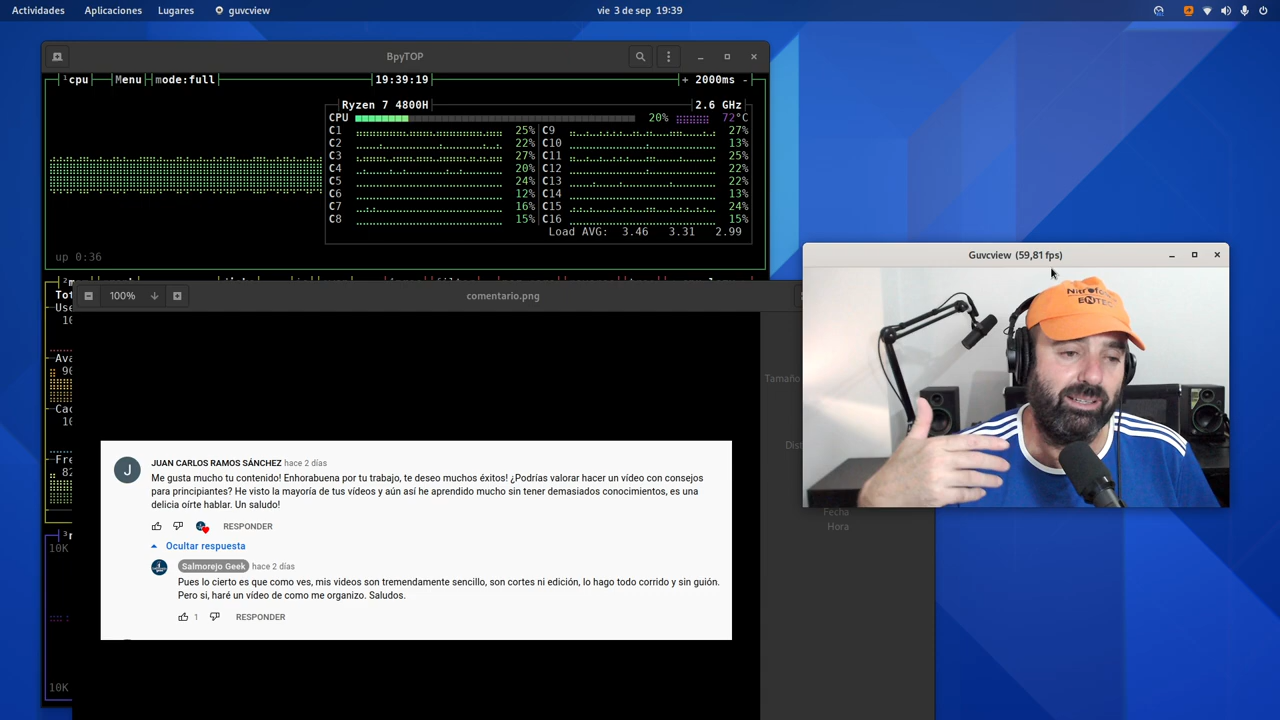 Actividades Aplicaciones Lugares guvcview vie 3 de sep 19:39
BpyTOP
¹cpu Menu mode:full 19:39:19 + 2000ms -
Ryzen 7 4800H 2.6 GHz
CPU 20% 72°C
C1 25% C9 27%
C2 22% C10 13%
C3 27% C11 25%
C4 20% C12 22%
C5 24% C13 22%
C6 12% C14 13%
C7 16% C15 24%
C8 15% C16 15%
Load AVG: 3.46 3.31 2.99
up 0:36
Guvcview (59,81 fps)
Nitro
100% comentario.png
Tamaño
JUAN CARLOS RAMOS SÁNCHEZ hace 2 días
J
Me gusta mucho tu contenido! Enhorabuena por tu trabajo, te deseo muchos éxitos! ¿Podrías valorar hacer un vídeo con consejos
para principiantes? He visto la mayoría de tus vídeos y aún así he aprendido mucho sin tener demasiados conocimientos, es una
delicia oírte hablar. Un saludo!
RESPONDER
Ocultar respuesta
Salmorejo Geek hace 2 días
Pues lo cierto es que como ves, mis videos son tremendamente sencillo, son cortes ni edición, lo hago todo corrido y sin guión.
Pero si, haré un vídeo de como me organizo. Saludos.
1 RESPONDER
Fecha
Hora
10K
10K